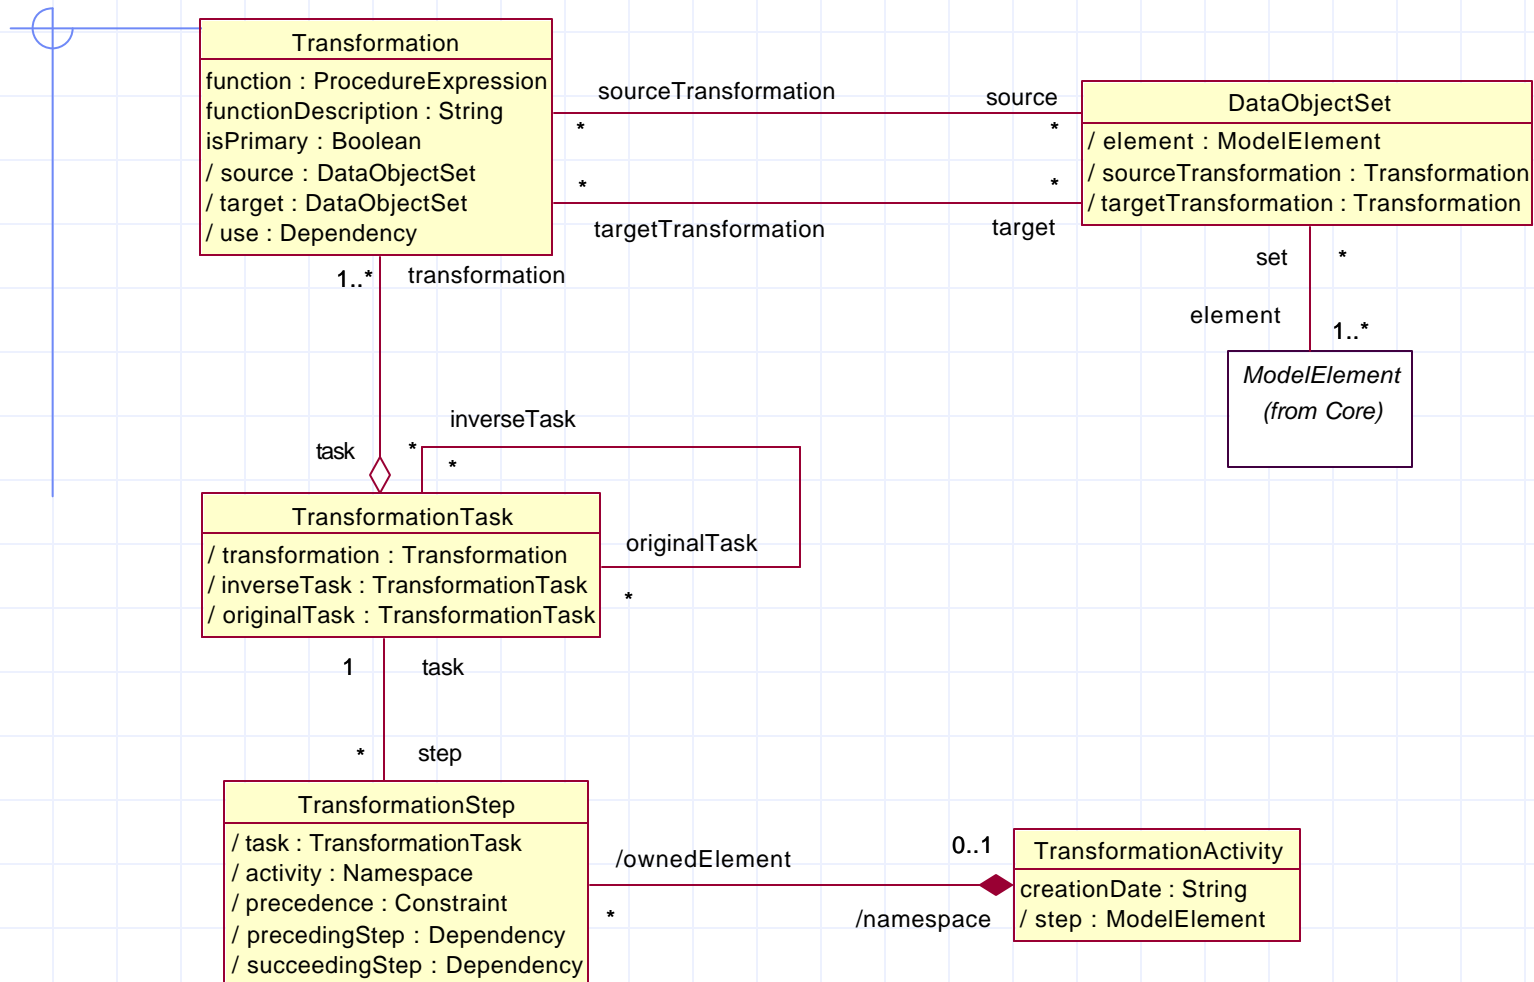 Transformation
function : ProcedureExpression
functionDescription : String
isPrimary : Boolean
/ source : DataObjectSet
/ target : DataObjectSet
/ use : Dependency
sourceTransformation
source
*
*
*
*
targetTransformation
target
DataObjectSet
/ element : ModelElement
/ sourceTransformation : Transformation
/ targetTransformation : Transformation
set
*
element
1..*
ModelElement
(from Core)
1..*
transformation
task
*
inverseTask
*
originalTask
*
TransformationTask
/ transformation : Transformation
/ inverseTask : TransformationTask
/ originalTask : TransformationTask
1
task
*
step
TransformationStep
/ task : TransformationTask
/ activity : Namespace
/ precedence : Constraint
/ precedingStep : Dependency
/ succeedingStep : Dependency
/ownedElement
*
0..1
/namespace
TransformationActivity
creationDate : String
/ step : ModelElement